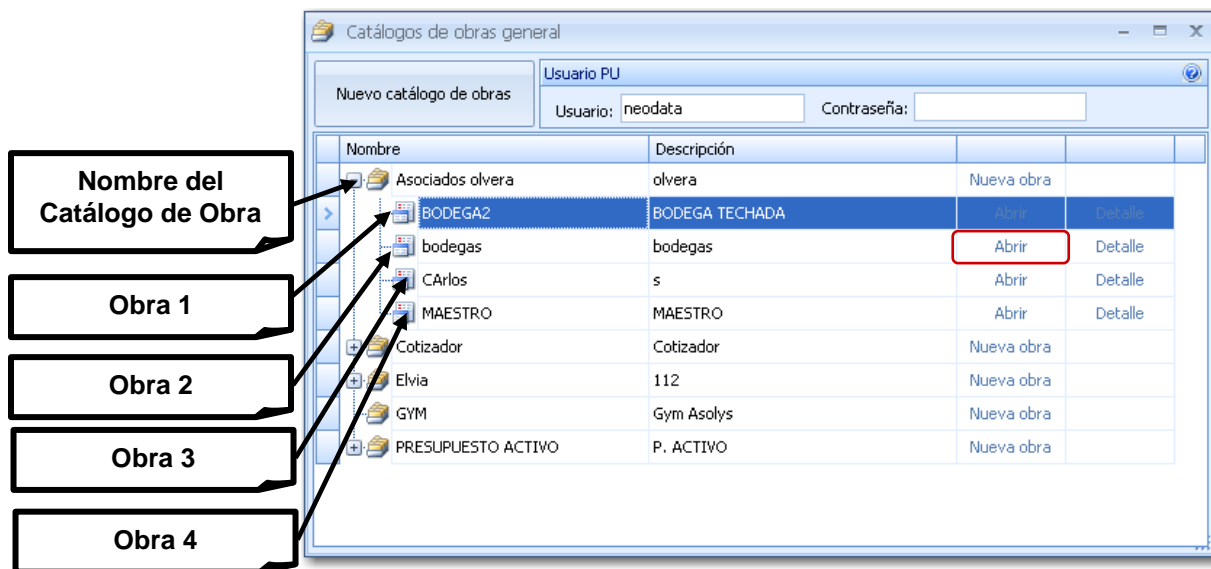 Catálogos de obras general
Nuevo catálogo de obras
Usuario PU
Usuario: neodata Contraseña:
Nombre Descripción
Asociados olvera olvera Nueva obra
BODEGA2 BODEGA TECHADA Abrir Detalle
bodegas bodegas Abrir Detalle
CArlos s Abrir Detalle
MAESTRO MAESTRO Abrir Detalle
Cotizador Cotizador Nueva obra
Elvia 112 Nueva obra
GYM Gym Asolys Nueva obra
PRESUPUESTO ACTIVO P. ACTIVO Nueva obra
Nombre del
Catálogo de Obra
Obra 1
Obra 2
Obra 3
Obra 4